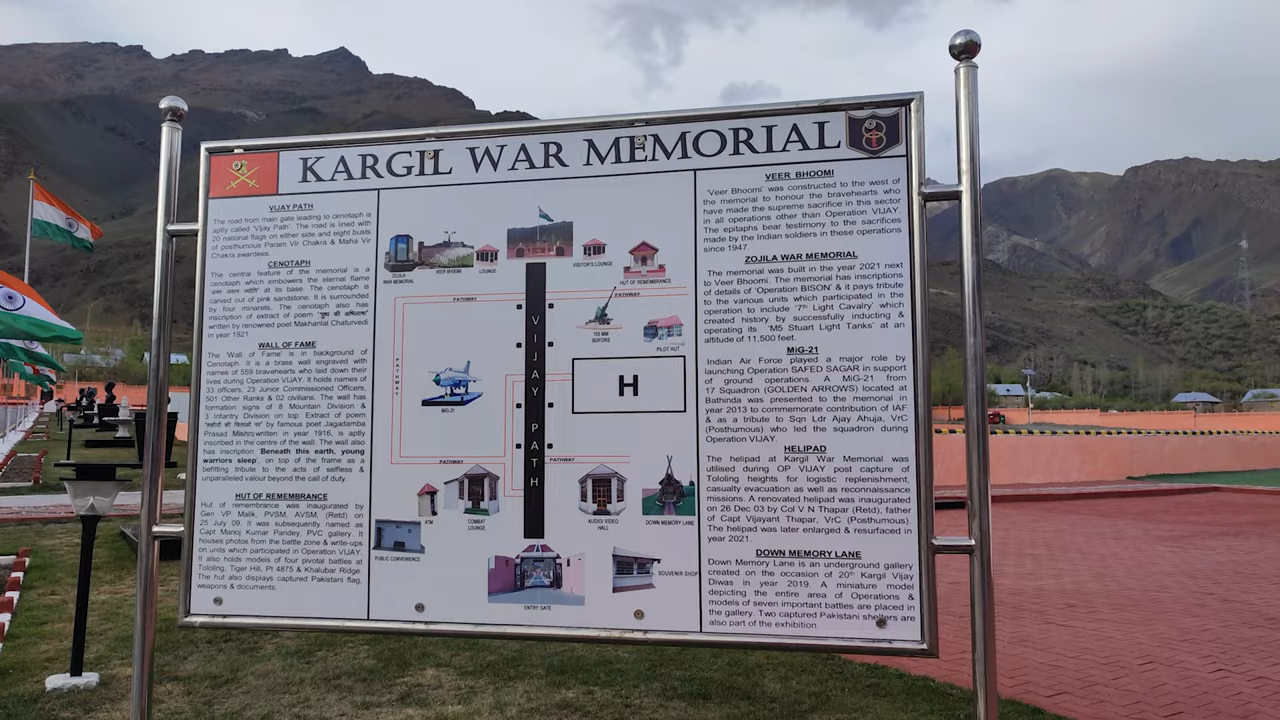 KARGIL WAR MEMORIAL
VIJAY PATH
The road from main gate leading to cenotaph is
aptly called 'Vijay Path'. The road is lined with
20 national flags on either side and eight busts
of posthumous Param Vir Chakra & Maha Vir
Chakra awardees.
CENOTAPH
The central feature of the memorial is a
cenotaph which embowers the eternal flame
'अमर जवान ज्योति' at its base. The cenotaph is
carved out of pink sandstone. It is surrounded
by four minarets. The cenotaph also has
inscription of extract of poem "पुष्प की अभिलाषा"
written by renowned poet Makhanlal Chaturvedi
in year 1921.
WALL OF FAME
The 'Wall of Fame' is in background of
Cenotaph. It is a brass wall engraved with
names of 559 bravehearts who laid down their
lives during Operation VIJAY. It holds names of
33 officers, 23 Junior Commissioned Officers,
501 Other Ranks & 02 civilians. The wall has
formation signs of 8 Mountain Division &
3 Infantry Division on top. Extract of poem
'शहीदों की चिताओं पर' by famous poet Jagadamba
Prasad Mishra written in year 1916, is aptly
inscribed in the centre of the wall. The wall also
has inscription 'Beneath this earth, young
warriors sleep', on top of the frame as a
befitting tribute to the acts of selfless &
unparalleled valour beyond the call of duty.
HUT OF REMEMBRANCE
Hut of remembrance was inaugurated by
Gen VP Malik, PVSM, AVSM, (Retd) on
25 July 09. It was subsequently named as
Capt Manoj Kumar Pandey, PVC gallery. It
houses photos from the battle zone & write-ups
on units which participated in Operation VIJAY.
It also holds models of four pivotal battles at
Tololing, Tiger Hill, Pt 4875 & Khalubar Ridge.
The hut also displays captured Pakistani flag,
weapons & documents.
ZOJILA
WAR MEMORIAL
VEER BHOOMI
LOUNGE
VISITOR'S LOUNGE
HUT OF REMEMBRANCE
PATHWAY
PATHWAY
155 MM
BOFORS
PILOT HUT
PATHWAY
MIG-21
VIJAY PATH
H
PATHWAY
PATHWAY
ATM
COMBAT
LOUNGE
AUDIO/ VIDEO
HALL
DOWN MEMORY LANE
PUBLIC CONVENIENCE
ENTRY GATE
SOUVENIR SHOP
VEER BHOOMI
'Veer Bhoomi' was constructed to the west of
the memorial to honour the bravehearts who
have made the supreme sacrifice in this sector
in all operations other than Operation VIJAY.
The epitaphs bear testimony to the sacrifices
made by the Indian soldiers in these operations
since 1947.
ZOJILA WAR MEMORIAL
The memorial was built in the year 2021 next
to Veer Bhoomi. The memorial has inscriptions
of details of 'Operation BISON' & it pays tribute
to the various units which participated in the
operation to include '7th Light Cavalry' which
created history by successfully inducting &
operating its 'M5 Stuart Light Tanks' at an
altitude of 11,500 feet.
MiG-21
Indian Air Force played a major role by
launching Operation SAFED SAGAR in support
of ground operations. A MiG-21 from
17 Squadron (GOLDEN ARROWS) located at
Bathinda was presented to the memorial in
year 2013 to commemorate contribution of IAF
& as a tribute to Sqn Ldr Ajay Ahuja, VrC
(Posthumous) who led the squadron during
Operation VIJAY.
HELIPAD
The helipad at Kargil War Memorial was
utilised during OP VIJAY post capture of
Tololing heights for logistic replenishment,
casualty evacuation as well as reconnaissance
missions. A renovated helipad was inaugurated
on 26 Dec 03 by Col V N Thapar (Retd), father
of Capt Vijayant Thapar, VrC (Posthumous).
The helipad was later enlarged & resurfaced in
year 2021.
DOWN MEMORY LANE
Down Memory Lane is an underground gallery
created on the occasion of 20th Kargil Vijay
Diwas in year 2019. A miniature model
depicting the entire area of Operations &
models of seven important battles are placed in
the gallery. Two captured Pakistani shelters are
also part of the exhibition.